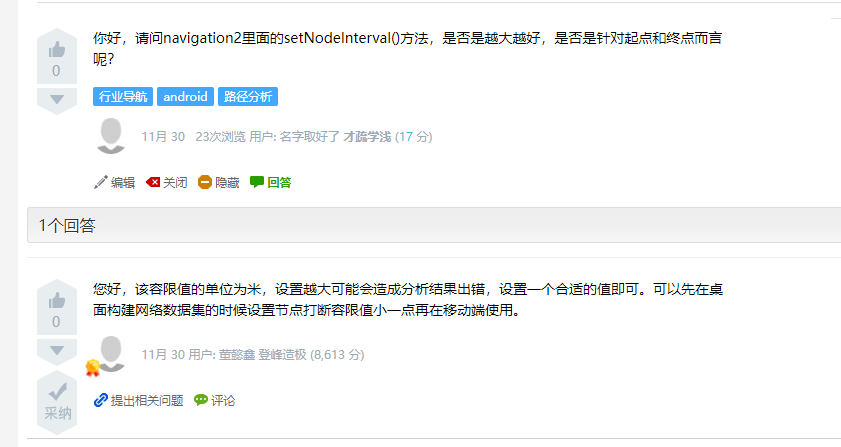 你好，请问navigation2里面的setNodeInterval()方法，是否是越大越好，是否是针对起点和终点而言
呢？
0
行业导航 android 路径分析
11月 30 23次浏览 用户: 名字取好了 才疏学浅 (17 分)
编辑 关闭 隐藏 回答
1个回答
您好，该容限值的单位为米，设置越大可能会造成分析结果出错，设置一个合适的值即可。可以先在桌
面构建网络数据集的时候设置节点打断容限值小一点再在移动端使用。
0
11月 30 用户: 董懿鑫 登峰造极 (8,613 分)
采纳
提出相关问题 评论